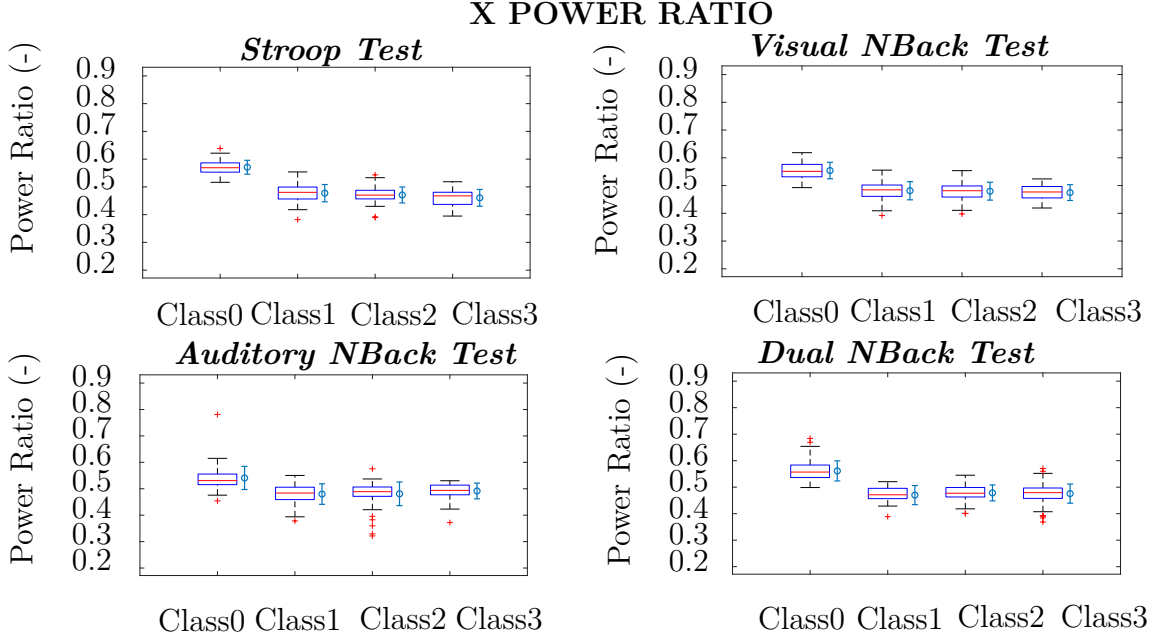 X POWER RATIO
Stroop Test
Power Ratio (-)
0.9
0.8
0.7
0.6
0.5
0.4
0.3
0.2
Class0 Class1 Class2 Class3
Visual NBack Test
Power Ratio (-)
0.9
0.8
0.7
0.6
0.5
0.4
0.3
0.2
Class0 Class1 Class2 Class3
Auditory NBack Test
Power Ratio (-)
0.9
0.8
0.7
0.6
0.5
0.4
0.3
0.2
Class0 Class1 Class2 Class3
Dual NBack Test
Power Ratio (-)
0.9
0.8
0.7
0.6
0.5
0.4
0.3
0.2
Class0 Class1 Class2 Class3